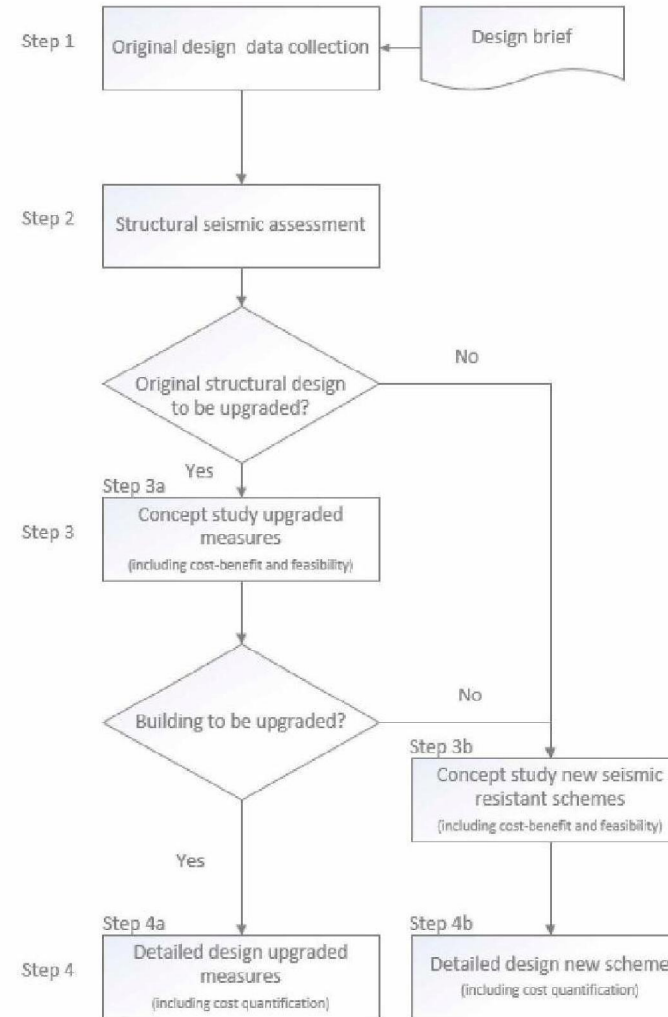 Step 1
Original design data collection
Design brief
Step 2
Structural seismic assessment
Original structural design
to be upgraded?
No
Yes
Step 3a
Step 3
Concept study upgraded
measures
(including cost-benefit and feasibility)
Building to be upgraded?
No
Step 3b
Concept study new seismic
resistant schemes
(including cost-benefit and feasibility)
Yes
Step 4a
Step 4b
Step 4
Detailed design upgraded
measures
(including cost quantification)
Detailed design new scheme
(including cost quantification)